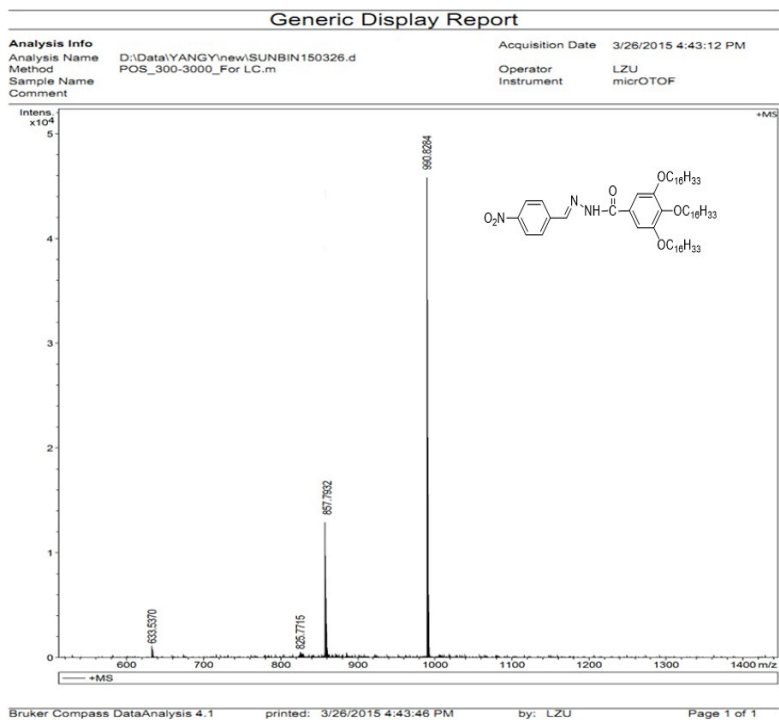 Generic Display Report
Analysis Info
Acquisition Date 3/26/2015 4:43:12 PM
Analysis Name D:\Data\YANGY\new\SUNBIN150326.d
Method POS_300-3000_For LC.m
Operator LZU
Sample Name
Instrument micrOTOF
Comment
Intens.
x10⁴
+MS
5
4
3
2
1
0
990.8284
857.7932
825.7715
633.5370
OC₁₆H₃₃
O
N
NH
OC₁₆H₃₃
O₂N
OC₁₆H₃₃
600 700 800 900 1000 1100 1200 1300 1400 m/z
+MS
Bruker Compass DataAnalysis 4.1 printed: 3/26/2015 4:43:46 PM by: LZU Page 1 of 1